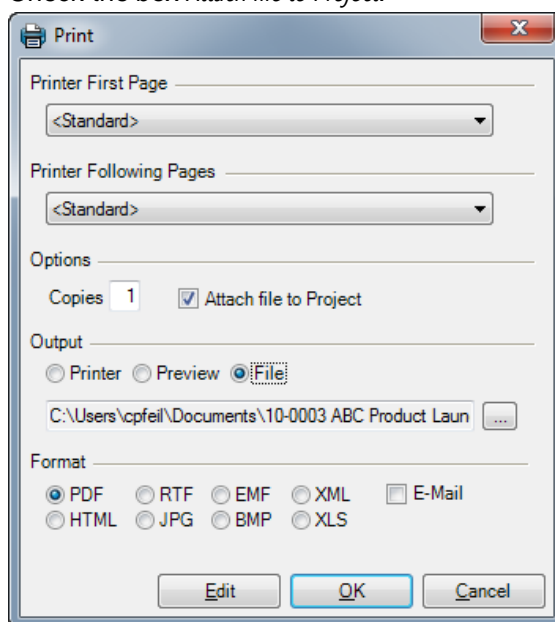 Check the box Attach file to Project.
Print
Printer First Page
<Standard>
Printer Following Pages
<Standard>
Options
Copies 1 Attach file to Project
Output
Printer Preview File
C:\Users\cpfeil\Documents\10-0003 ABC Product Laun ...
Format
PDF RTF EMF XML E-Mail
HTML JPG BMP XLS
Edit OK Cancel